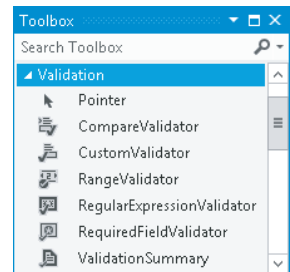 Toolbox
Search Toolbox
Validation
Pointer
CompareValidator
CustomValidator
RangeValidator
RegularExpressionValidator
RequiredFieldValidator
ValidationSummary